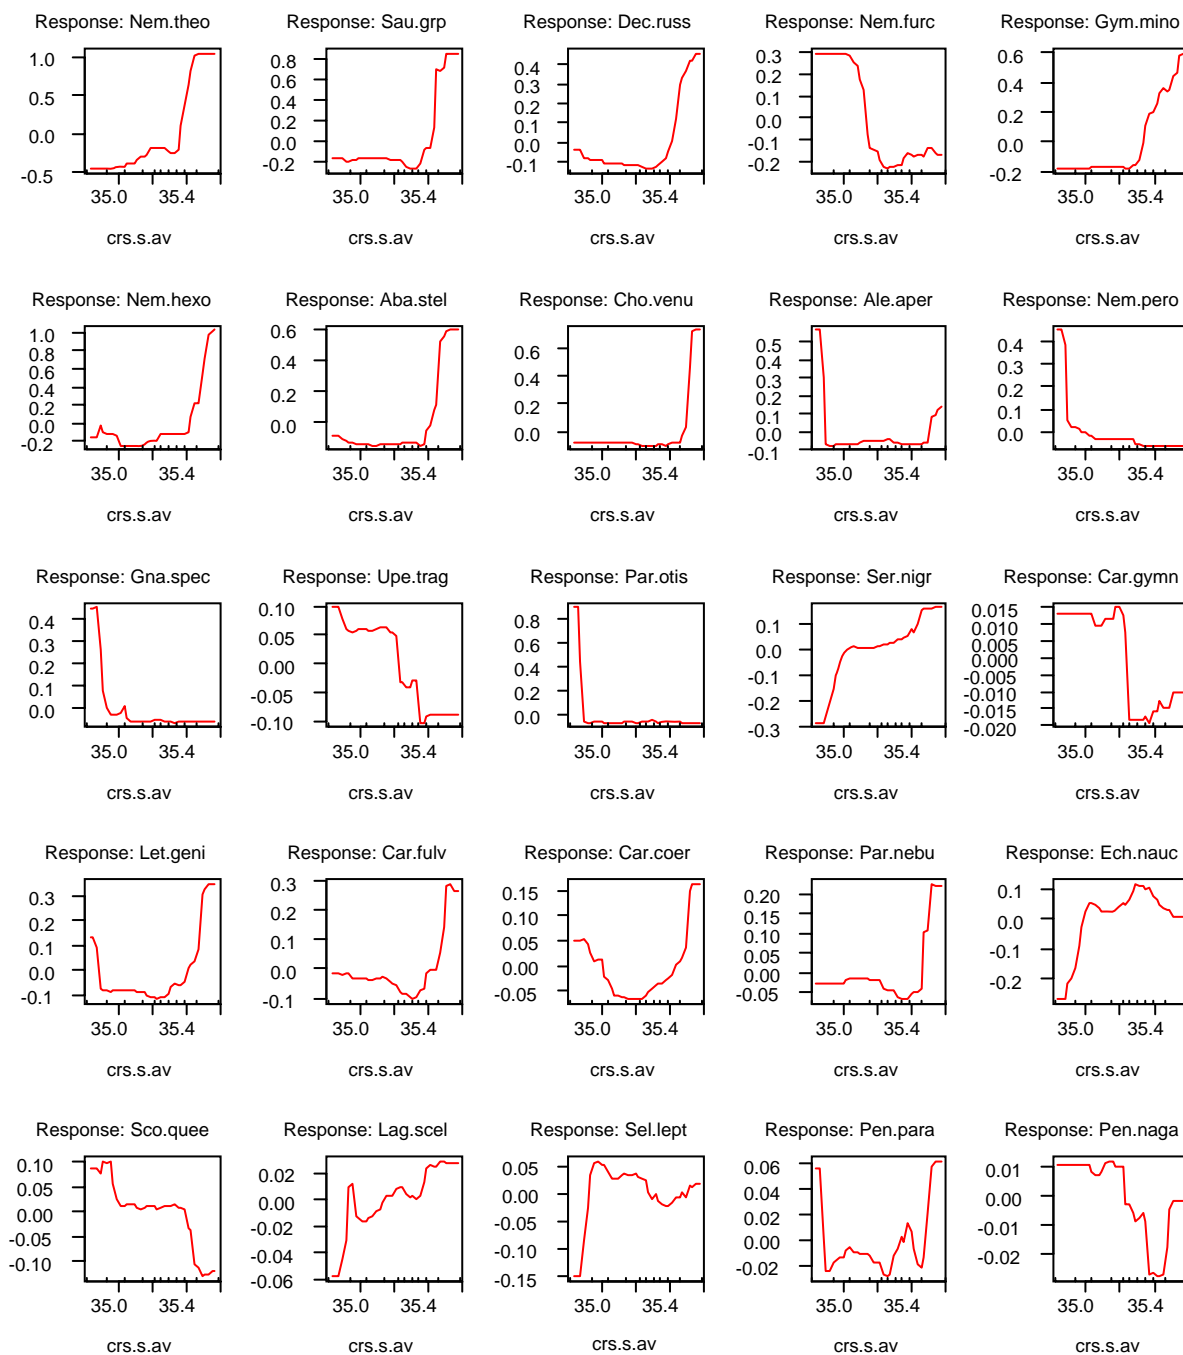 Response: Nem.theo Response: Sau.grp Response: Dec.russ Response: Nem.furc Response: Gym.mino
1.0 0.5 0.0 -0.5 0.8 0.6 0.4 0.2 0.0 -0.2 0.4 0.3 0.2 0.1 0.0 -0.1 0.3 0.2 0.1 0.0 -0.1 -0.2 0.6 0.4 0.2 0.0 -0.2
35.0 35.4 35.0 35.4 35.0 35.4 35.0 35.4 35.0 35.4
crs.s.av crs.s.av crs.s.av crs.s.av crs.s.av
Response: Nem.hexo Response: Aba.stel Response: Cho.venu Response: Ale.aper Response: Nem.pero
1.0 0.8 0.6 0.4 0.2 0.0 -0.2 0.6 0.4 0.2 0.0 0.6 0.4 0.2 0.0 0.5 0.4 0.3 0.2 0.1 0.0 -0.1 0.4 0.3 0.2 0.1 0.0
35.0 35.4 35.0 35.4 35.0 35.4 35.0 35.4 35.0 35.4
crs.s.av crs.s.av crs.s.av crs.s.av crs.s.av
Response: Gna.spec Response: Upe.trag Response: Par.otis Response: Ser.nigr Response: Car.gymn
0.4 0.3 0.2 0.1 0.0 0.10 0.05 0.00 -0.05 -0.10 0.8 0.6 0.4 0.2 0.0 0.1 0.0 -0.1 -0.2 -0.3 0.015 0.010 0.005 0.000 -0.005 -0.010 -0.015 -0.020
35.0 35.4 35.0 35.4 35.0 35.4 35.0 35.4 35.0 35.4
crs.s.av crs.s.av crs.s.av crs.s.av crs.s.av
Response: Let.geni Response: Car.fulv Response: Car.coer Response: Par.nebu Response: Ech.nauc
0.3 0.2 0.1 0.0 -0.1 0.3 0.2 0.1 0.0 -0.1 0.15 0.10 0.05 0.00 -0.05 0.20 0.15 0.10 0.05 0.00 -0.05 0.1 0.0 -0.1 -0.2
35.0 35.4 35.0 35.4 35.0 35.4 35.0 35.4 35.0 35.4
crs.s.av crs.s.av crs.s.av crs.s.av crs.s.av
Response: Sco.quee Response: Lag.scel Response: Sel.lept Response: Pen.para Response: Pen.naga
0.10 0.05 0.00 -0.05 -0.10 0.02 0.00 -0.02 -0.04 -0.06 0.05 0.00 -0.05 -0.10 -0.15 0.06 0.04 0.02 0.00 -0.02 0.01 0.00 -0.01 -0.02
35.0 35.4 35.0 35.4 35.0 35.4 35.0 35.4 35.0 35.4
crs.s.av crs.s.av crs.s.av crs.s.av crs.s.av